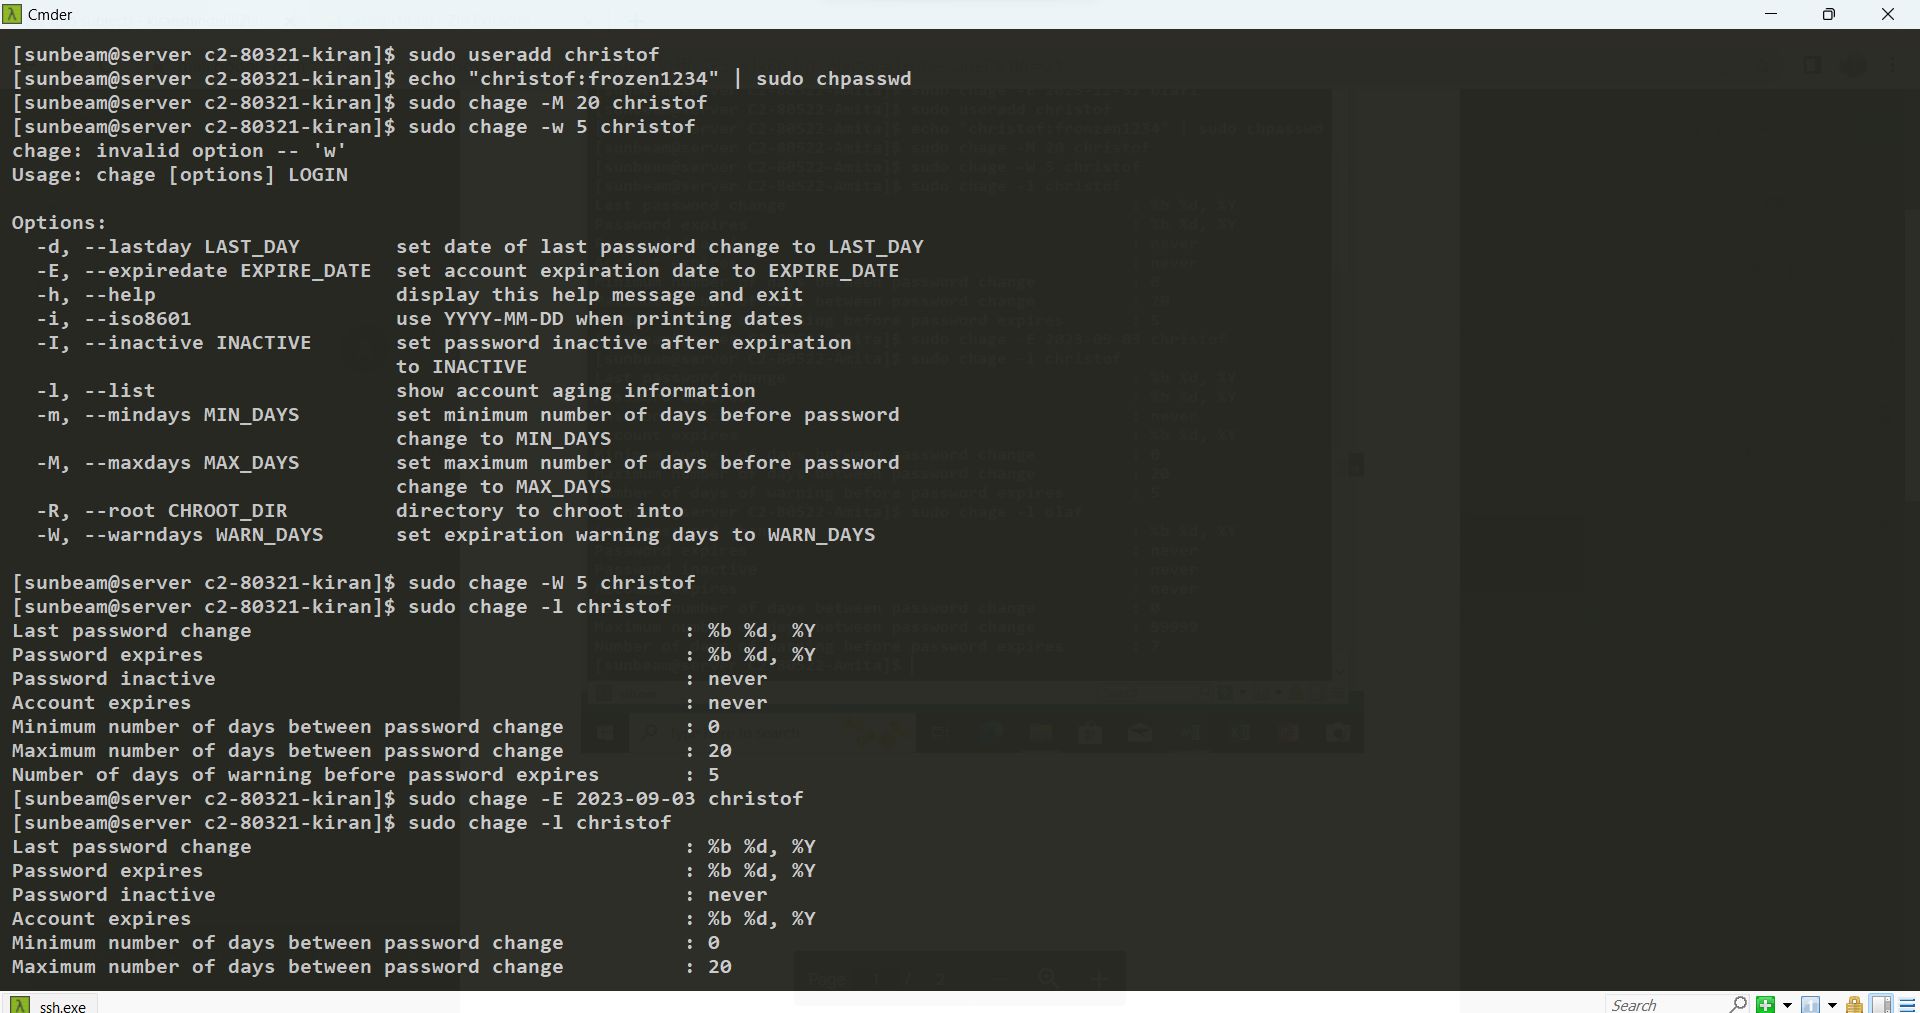 Cmder
[sunbeam@server c2-80321-kiran]$ sudo useradd christof
[sunbeam@server c2-80321-kiran]$ echo "christof:frozen1234" | sudo chpasswd
[sunbeam@server c2-80321-kiran]$ sudo chage -M 20 christof
[sunbeam@server c2-80321-kiran]$ sudo chage -w 5 christof
chage: invalid option -- 'w'
Usage: chage [options] LOGIN
Options:
-d, --lastday LAST_DAY set date of last password change to LAST_DAY
-E, --expiredate EXPIRE_DATE set account expiration date to EXPIRE_DATE
-h, --help display this help message and exit
-i, --iso8601 use YYYY-MM-DD when printing dates
-I, --inactive INACTIVE set password inactive after expiration
to INACTIVE
-l, --list show account aging information
-m, --mindays MIN_DAYS set minimum number of days before password
change to MIN_DAYS
-M, --maxdays MAX_DAYS set maximum number of days before password
change to MAX_DAYS
-R, --root CHROOT_DIR directory to chroot into
-W, --warndays WARN_DAYS set expiration warning days to WARN_DAYS
[sunbeam@server c2-80321-kiran]$ sudo chage -W 5 christof
[sunbeam@server c2-80321-kiran]$ sudo chage -l christof
Last password change : %b %d, %Y
Password expires : %b %d, %Y
Password inactive : never
Account expires : never
Minimum number of days between password change : 0
Maximum number of days between password change : 20
Number of days of warning before password expires : 5
[sunbeam@server c2-80321-kiran]$ sudo chage -E 2023-09-03 christof
[sunbeam@server c2-80321-kiran]$ sudo chage -l christof
Last password change : %b %d, %Y
Password expires : %b %d, %Y
Password inactive : never
Account expires : %b %d, %Y
Minimum number of days between password change : 0
Maximum number of days between password change : 20
ssh.exe
Search